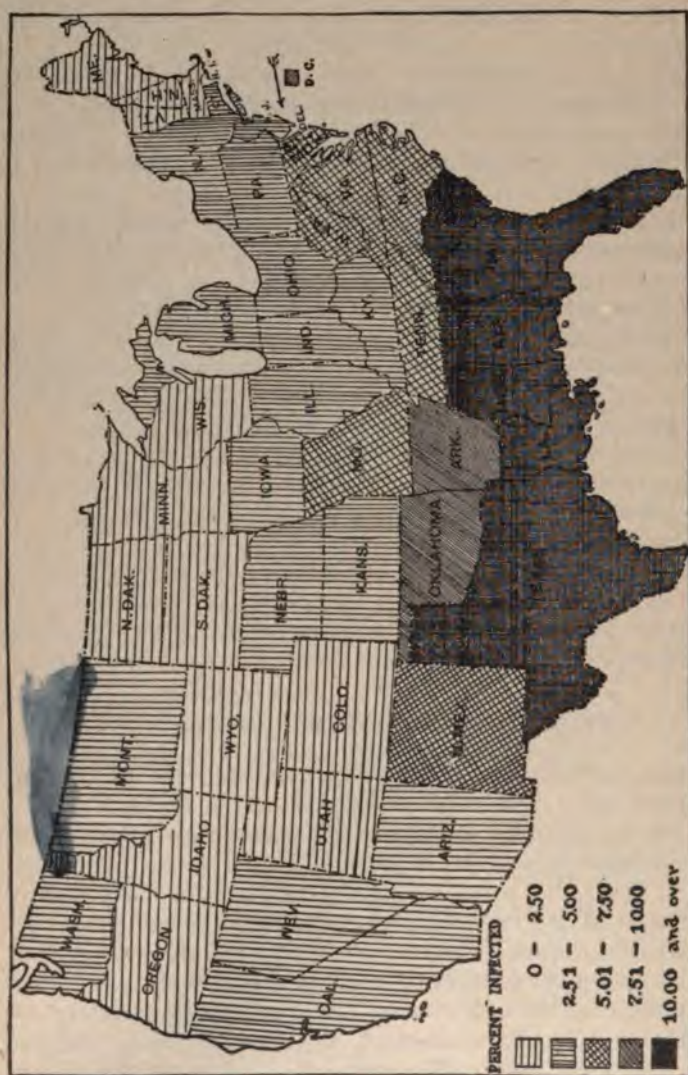 PERCENT INFECTED
0 - 2.50
2.51 - 5.00
5.01 - 7.50
7.51 - 10.00
10.00 and over
WASH.
OREGON
CAL.
NEV.
IDAHO
MONT.
WYO.
UTAH
COLO.
ARIZ.
N.MEX.
N.DAK.
S.DAK.
NEBR.
KANS.
OKLAHOMA
MINN.
IOWA
MO.
ARK.
WIS.
ILL.
MICH.
IND.
OHIO
KY.
TENN.
PA.
N.Y.
VA.
N.C.
ME.
DEL.
D.C.